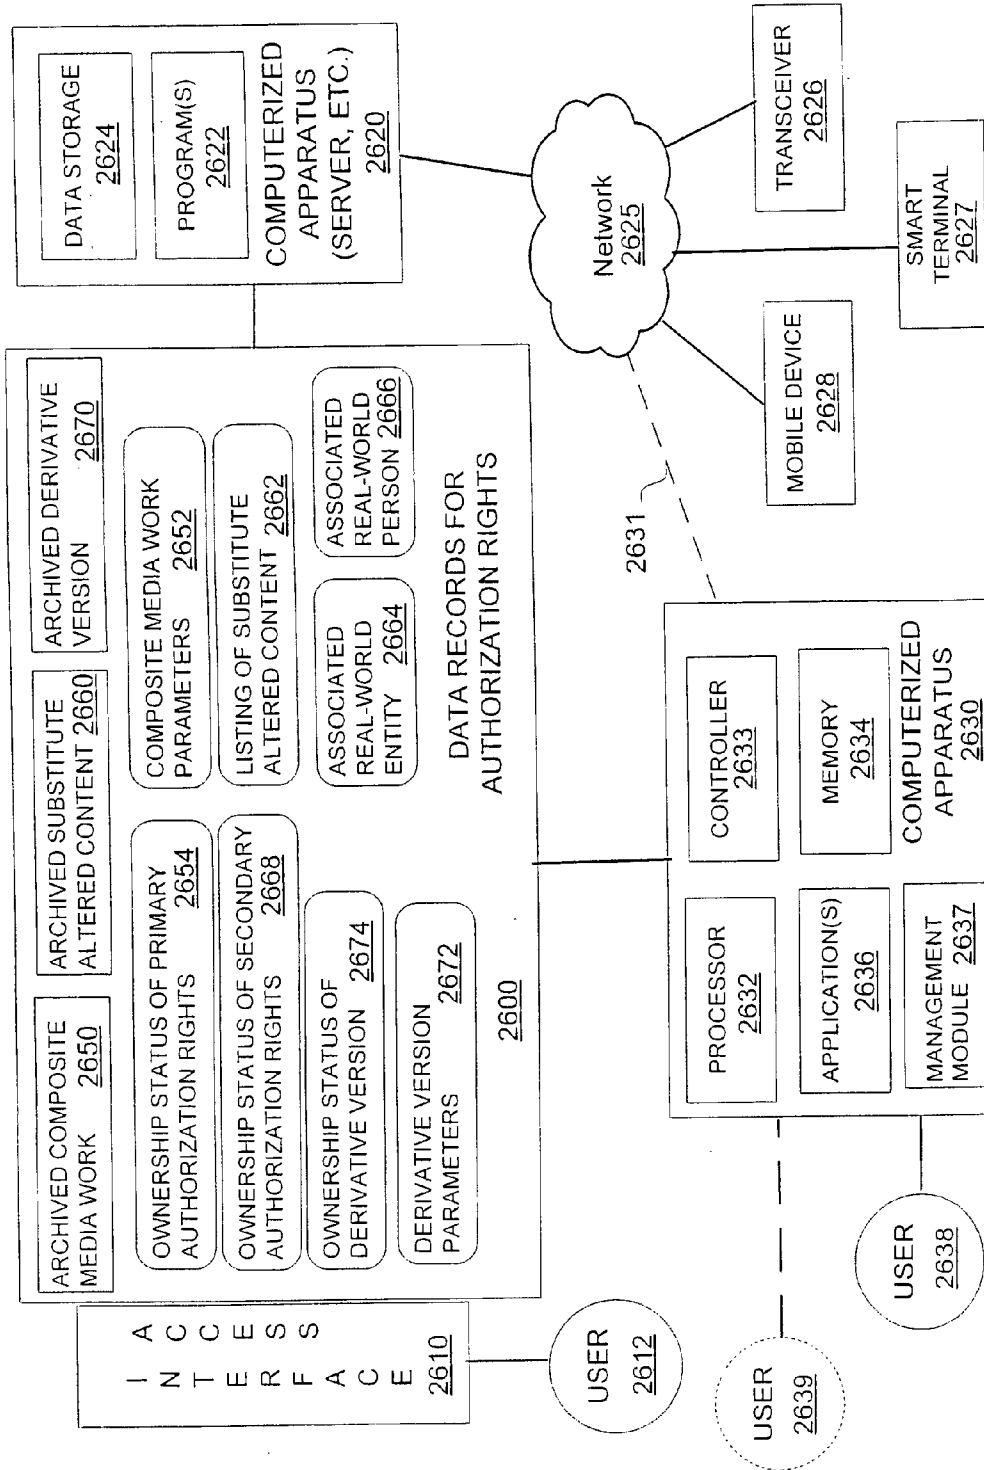 ACCESS
INTERFACE
2610
USER
2612
ARCHIVED COMPOSITE
MEDIA WORK 2650
ARCHIVED SUBSTITUTE
ALTERED CONTENT 2660
ARCHIVED DERIVATIVE
VERSION 2670
OWNERSHIP STATUS OF PRIMARY
AUTHORIZATION RIGHTS 2654
COMPOSITE MEDIA WORK
PARAMETERS 2652
OWNERSHIP STATUS OF SECONDARY
AUTHORIZATION RIGHTS 2668
LISTING OF SUBSTITUTE
ALTERED CONTENT 2662
OWNERSHIP STATUS OF
DERIVATIVE VERSION 2674
ASSOCIATED
REAL-WORLD
ENTITY 2664
ASSOCIATED
REAL-WORLD
PERSON 2666
DERIVATIVE VERSION
PARAMETERS 2672
DATA RECORDS FOR
AUTHORIZATION RIGHTS
2600
DATA STORAGE
2624
PROGRAM(S)
2622
COMPUTERIZED
APPARATUS
(SERVER, ETC.)
2620
Network
2625
TRANSCEIVER
2626
SMART
TERMINAL
2627
MOBILE DEVICE
2628
2631
PROCESSOR
2632
CONTROLLER
2633
APPLICATION(S)
2636
MEMORY
2634
MANAGEMENT
MODULE 2637
COMPUTERIZED
APPARATUS
2630
USER
2638
USER
2639